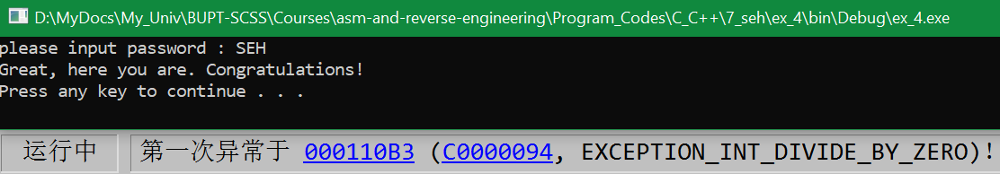 D:\MyDocs\My_Univ\BUPT-SCSS\Courses\asm-and-reverse-engineering\Program_Codes\C_C++\7_seh\ex_4\bin\Debug\ex_4.exe
please input password : SEH
Great, here you are. Congratulations!
Press any key to continue . . .
运行中 第一次异常于 000110B3 (C0000094, EXCEPTION_INT_DIVIDE_BY_ZERO)!